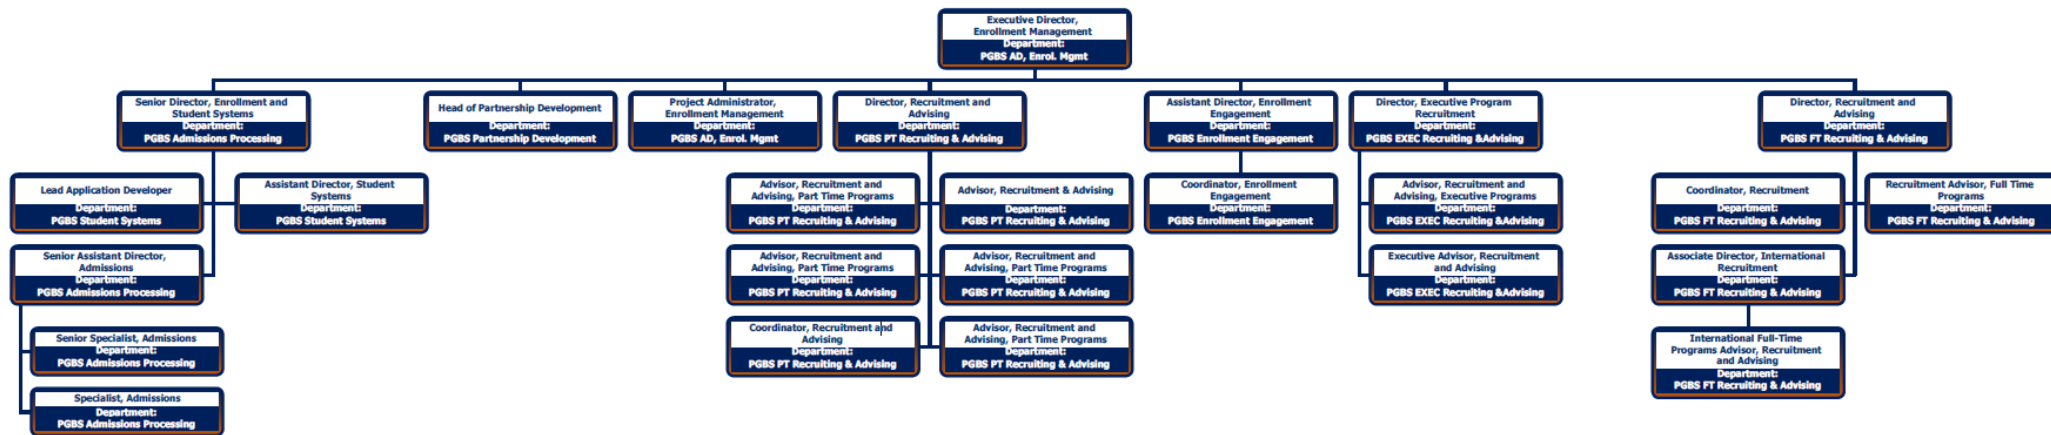 Executive Director,
Enrollment Management
Department:
PGBS AD, Enrol. Mgmt
Senior Director, Enrollment and
Student Systems
Department:
PGBS Admissions Processing
Head of Partnership Development
Department:
PGBS Partnership Development
Project Administrator,
Enrollment Management
Department:
PGBS AD, Enrol. Mgmt
Director, Recruitment and
Advising
Department:
PGBS PT Recruiting & Advising
Assistant Director, Enrollment
Engagement
Department:
PGBS Enrollment Engagement
Director, Executive Program
Recruitment
Department:
PGBS EXEC Recruiting &Advising
Director, Recruitment and
Advising
Department:
PGBS FT Recruiting & Advising
Lead Application Developer
Department:
PGBS Student Systems
Assistant Director, Student
Systems
Department:
PGBS Student Systems
Advisor, Recruitment and
Advising, Part Time Programs
Department:
PGBS PT Recruiting & Advising
Advisor, Recruitment & Advising
Department:
PGBS PT Recruiting & Advising
Coordinator, Enrollment
Engagement
Department:
PGBS Enrollment Engagement
Advisor, Recruitment and
Advising, Executive Programs
Department:
PGBS EXEC Recruiting &Advising
Coordinator, Recruitment
Department:
PGBS FT Recruiting & Advising
Recruitment Advisor, Full Time
Programs
Department:
PGBS FT Recruiting & Advising
Senior Assistant Director,
Admissions
Department:
PGBS Admissions Processing
Advisor, Recruitment and
Advising, Part Time Programs
Department:
PGBS PT Recruiting & Advising
Advisor, Recruitment and
Advising, Part Time Programs
Department:
PGBS PT Recruiting & Advising
Executive Advisor, Recruitment
and Advising
Department:
PGBS EXEC Recruiting &Advising
Associate Director, International
Recruitment
Department:
PGBS FT Recruiting & Advising
Senior Specialist, Admissions
Department:
PGBS Admissions Processing
Coordinator, Recruitment and
Advising
Department:
PGBS PT Recruiting & Advising
Advisor, Recruitment and
Advising, Part Time Programs
Department:
PGBS PT Recruiting & Advising
International Full-Time
Programs Advisor, Recruitment
and Advising
Department:
PGBS FT Recruiting & Advising
Specialist, Admissions
Department:
PGBS Admissions Processing